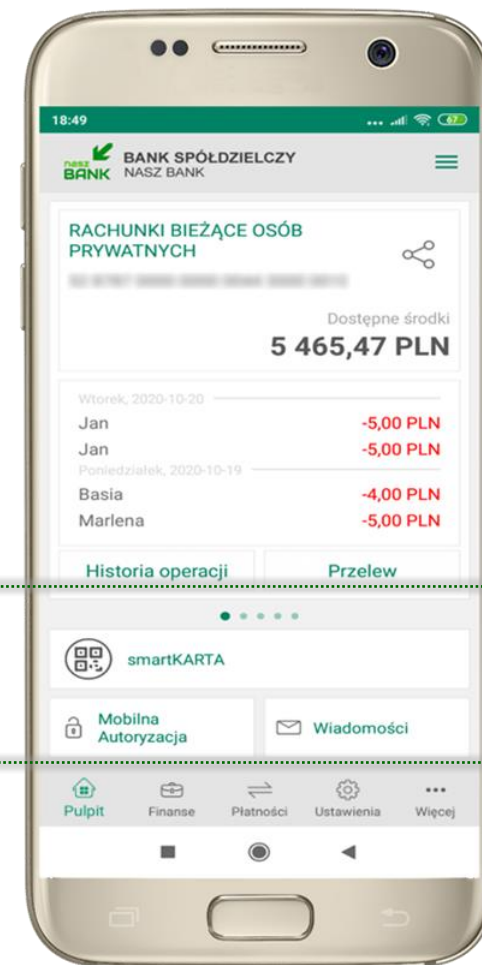 18:49
67
nasz
BANK
BANK SPÓŁDZIELCZY
NASZ BANK
RACHUNKI BIEŻĄCE OSÓB
PRYWATNYCH
Dostępne środki
5 465,47 PLN
Wtorek, 2020-10-20
Jan -5,00 PLN
Jan -5,00 PLN
Poniedziałek, 2020-10-19
Basia -4,00 PLN
Marlena -5,00 PLN
Historia operacji Przelew
smartKARTA
Mobilna
Autoryzacja
Wiadomości
Pulpit Finanse Płatności Ustawienia Więcej